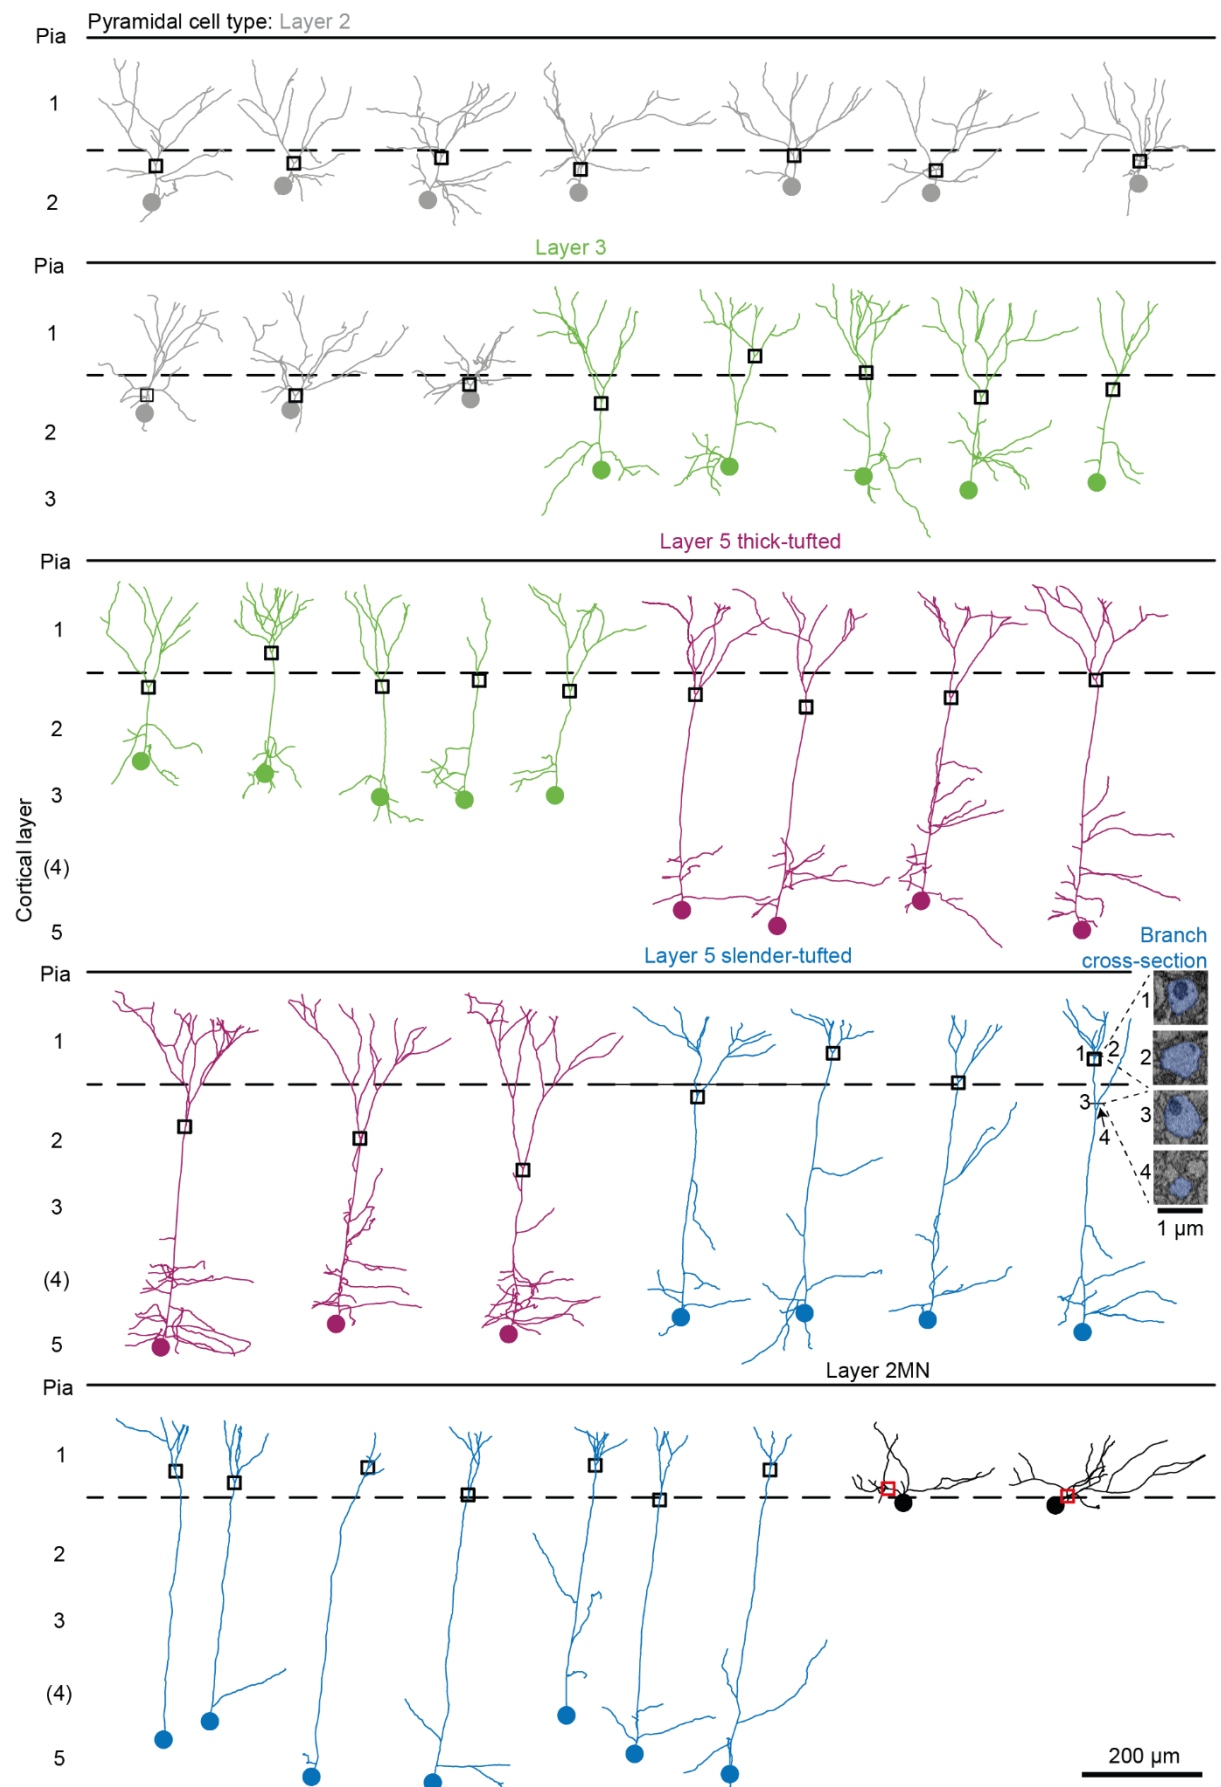 Pyramidal cell type: Layer 2
Pia
1
2
Layer 3
Pia
1
2
3
Layer 5 thick-tufted
Pia
1
2
3
(4)
5
Cortical layer
Layer 5 slender-tufted
Branch
cross-section
Pia
1
2
3
(4)
5
1
2
3
4
1
2
3
4
1 µm
Layer 2MN
Pia
1
2
3
(4)
5
200 µm